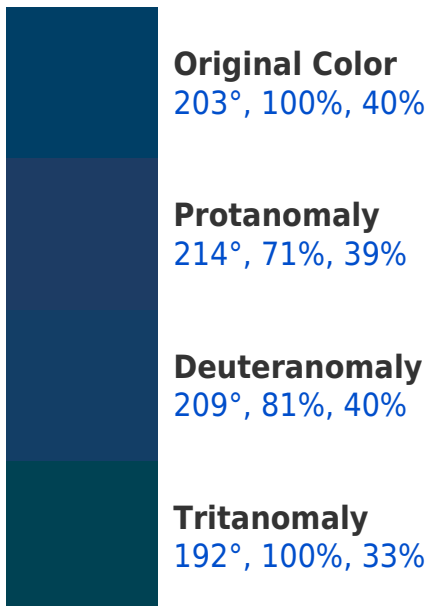 Original Color
203°, 100%, 40%
Protanomaly
214°, 71%, 39%
Deuteranomaly
209°, 81%, 40%
Tritanomaly
192°, 100%, 33%